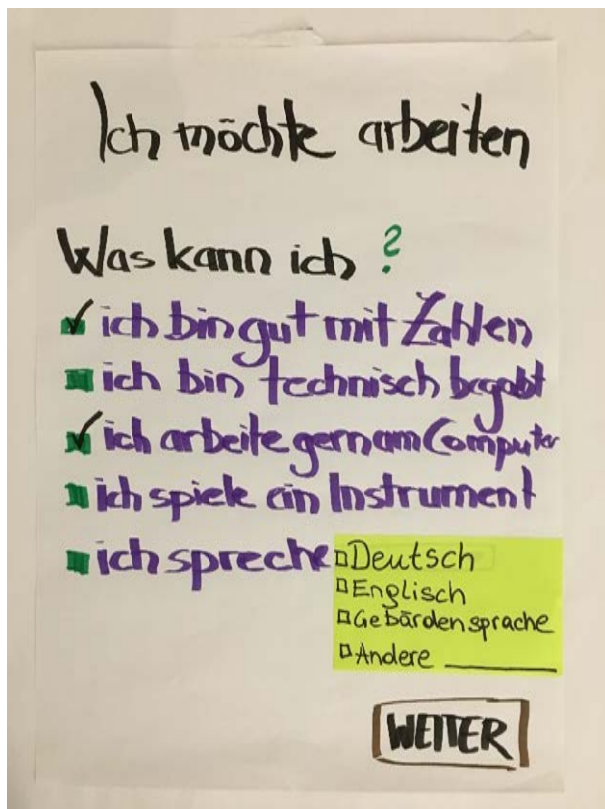 Ich möchte arbeiten
Was kann ich?
ich bin gut mit Zahlen
ich bin technisch begabt
ich arbeite gern am Computer
ich spiele ein Instrument
ich spreche Deutsch
Englisch
Gebärdensprache
Andere
WEITER